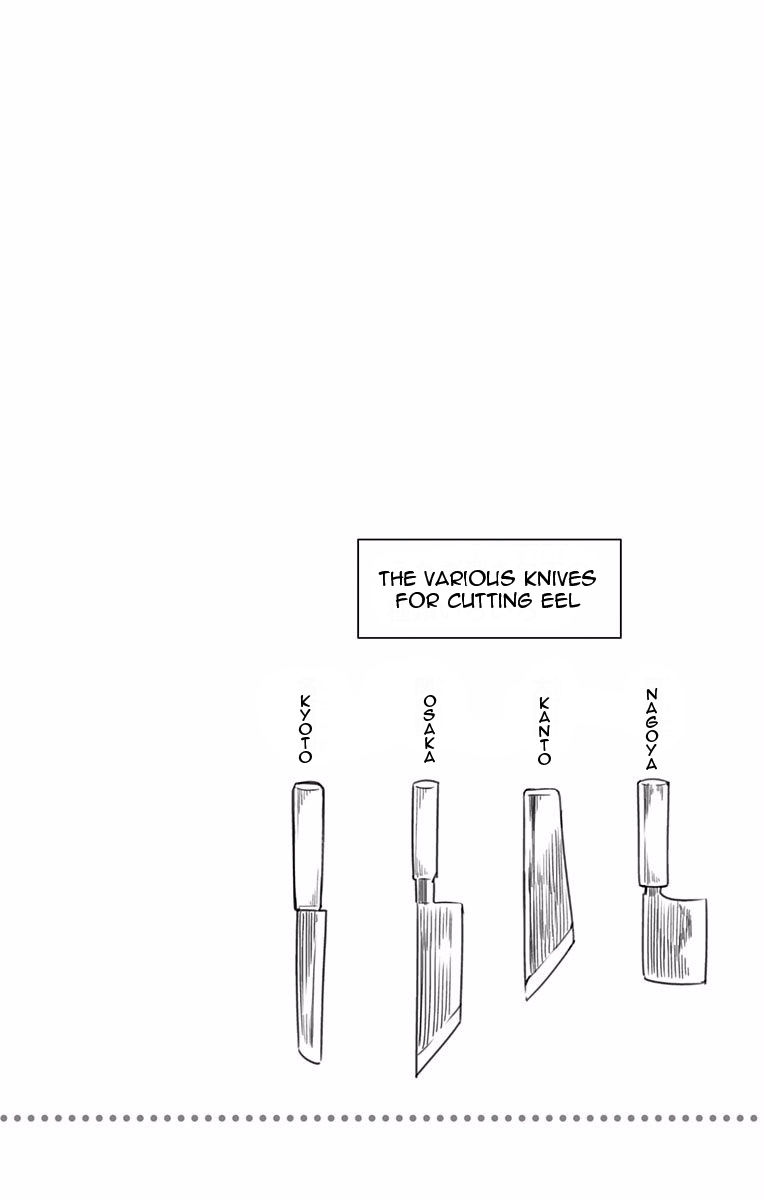 THE VARIOUS KNIVES
FOR CUTTING EEL
KYOTO
OSAKA
KANTO
NAGOYA